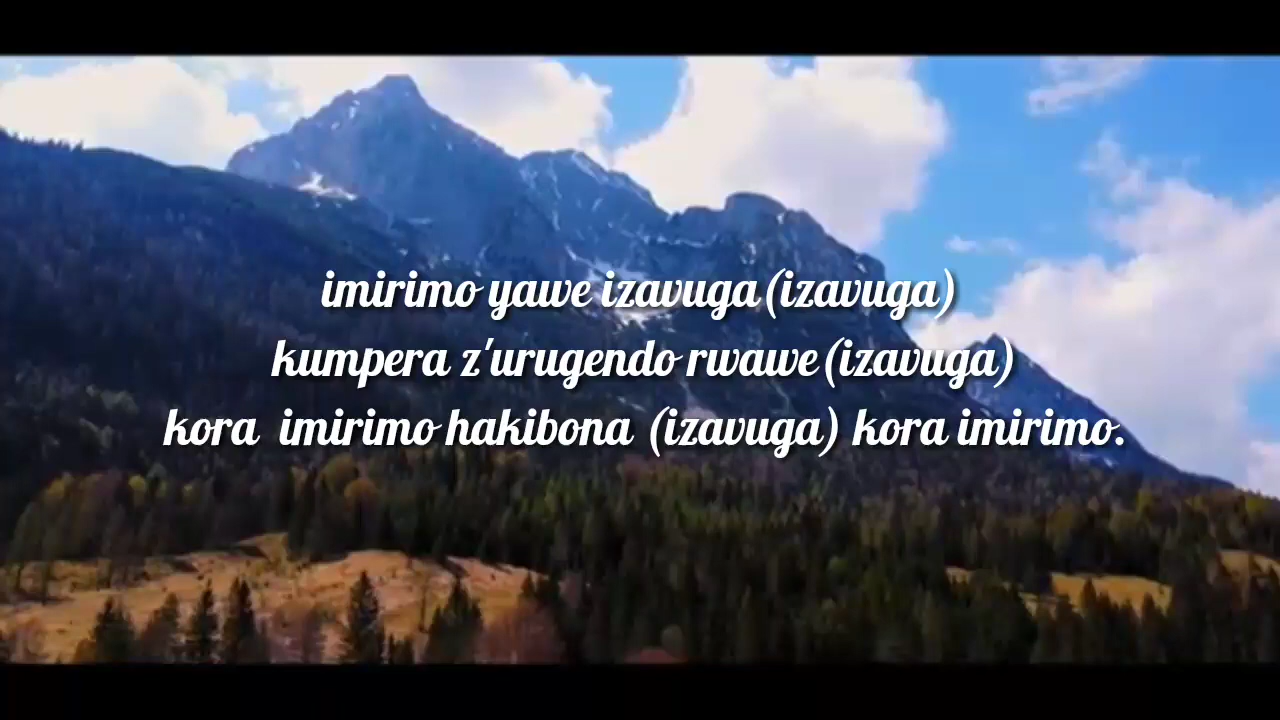 imirimo yawe izavuga(izavuga)
kumpera z'urugendo rwawe(izavuga)
kora imirimo hakibona (izavuga) kora imirimo.